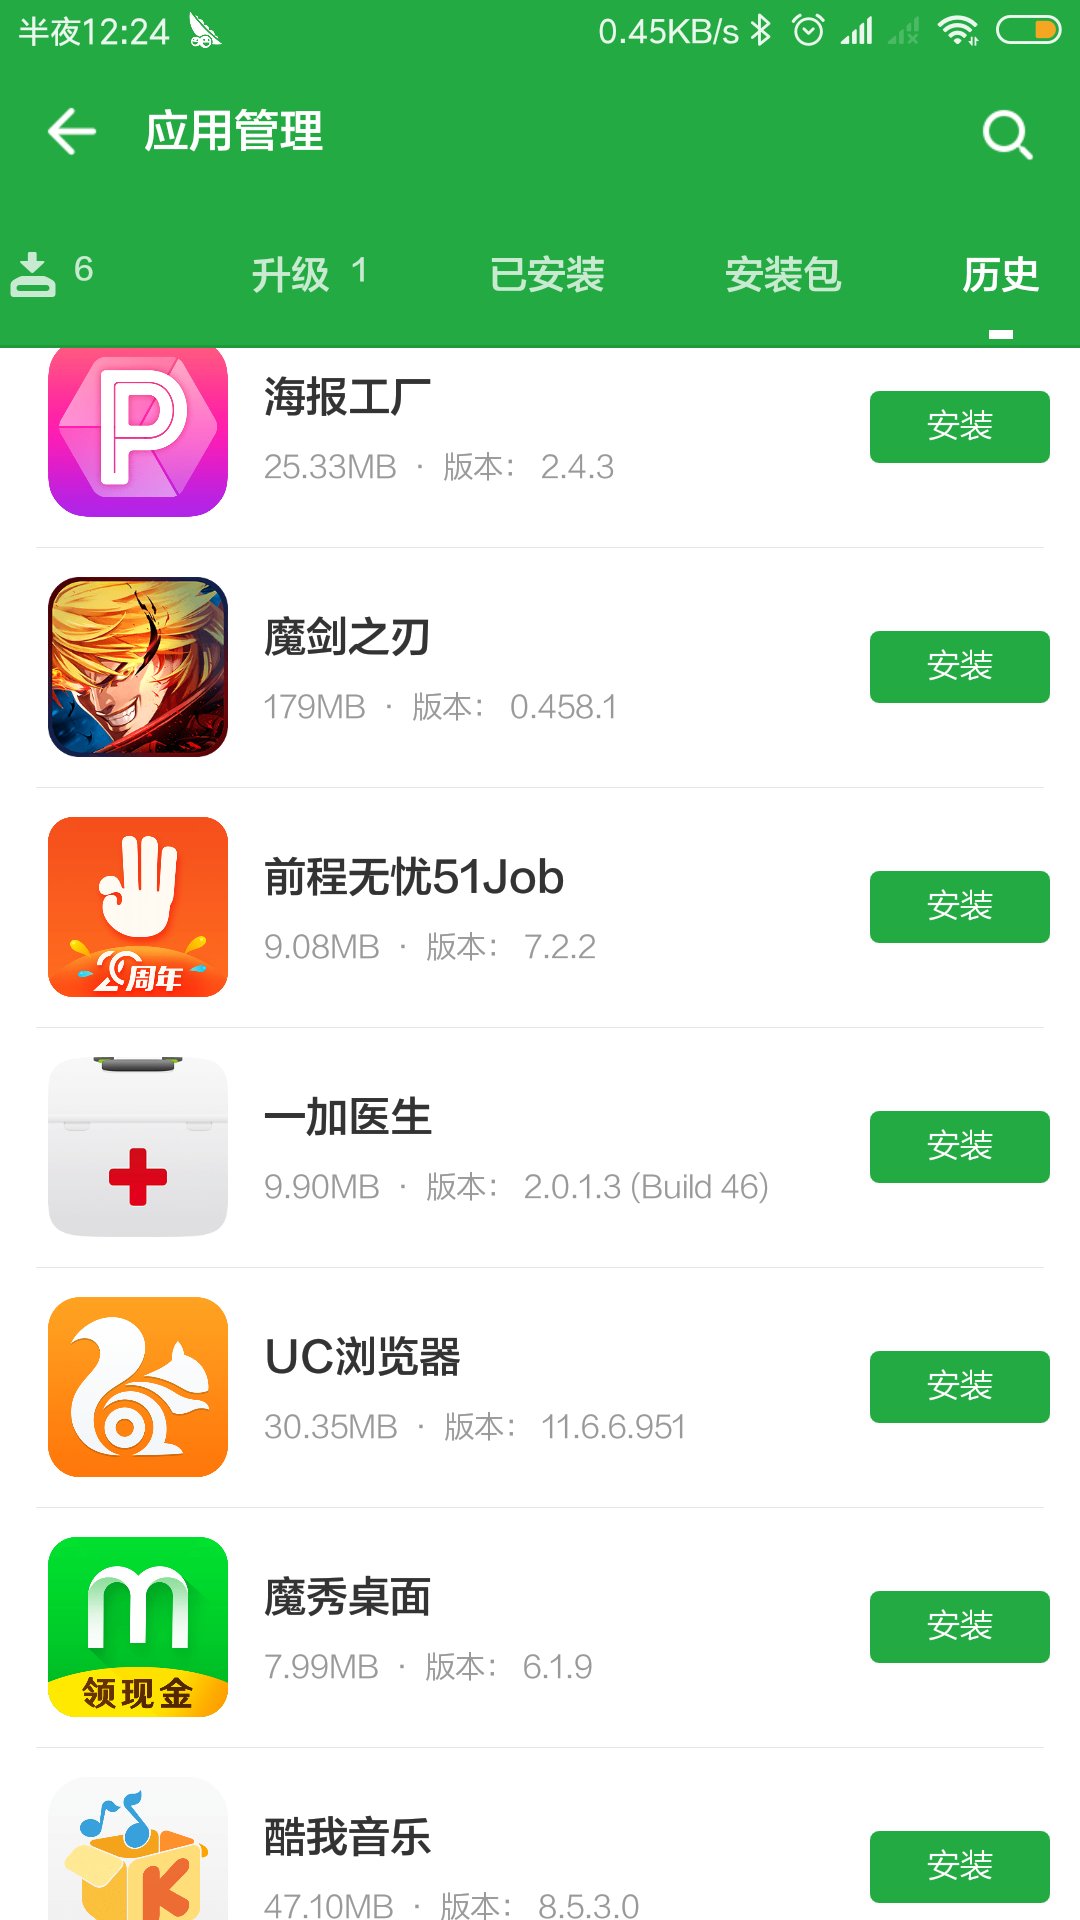 半夜12:24 0.45KB/s
应用管理
6 升级 1 已安装 安装包 历史
P
海报工厂
25.33MB · 版本： 2.4.3
安装
魔剑之刃
179MB · 版本： 0.458.1
安装
20周年
前程无忧51Job
9.08MB · 版本： 7.2.2
安装
一加医生
9.90MB · 版本： 2.0.1.3 (Build 46)
安装
UC浏览器
30.35MB · 版本： 11.6.6.951
安装
m
领现金
魔秀桌面
7.99MB · 版本： 6.1.9
安装
K
酷我音乐
47.10MB · 版本： 8.5.3.0
安装